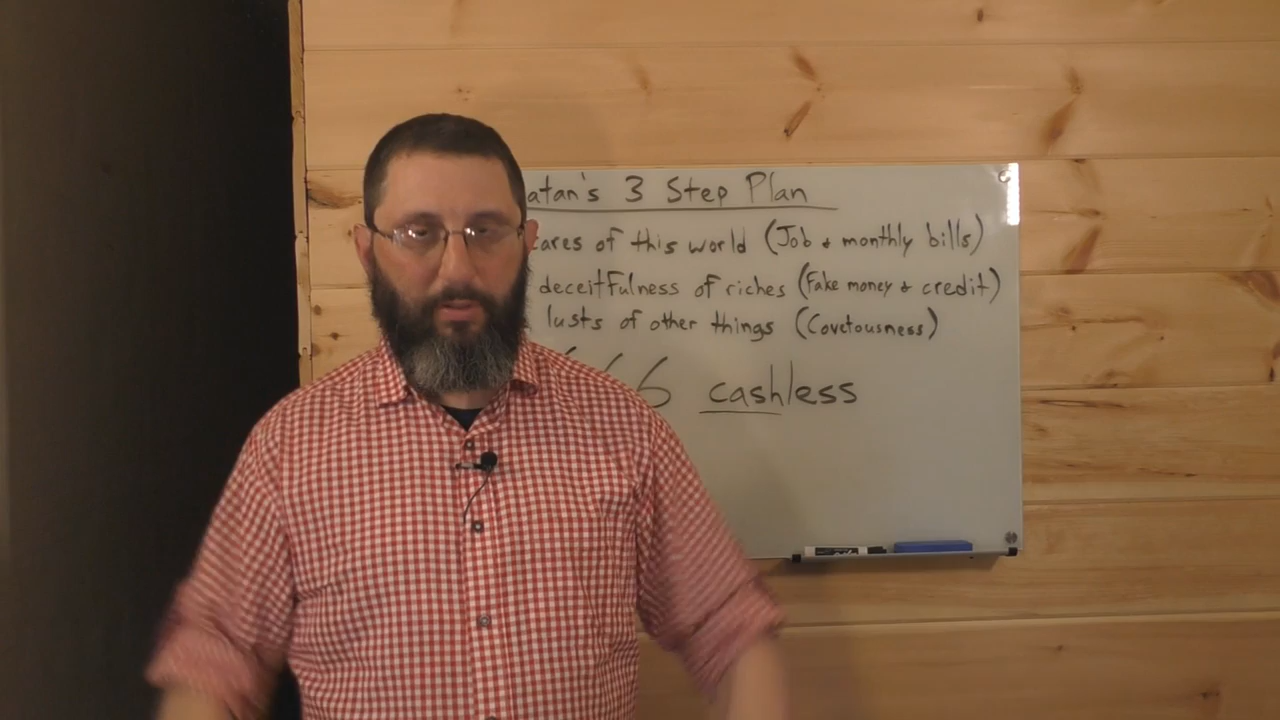 atan's 3 Step Plan
cares of this world (Job & monthly bills)
deceitfulness of riches (Fake money & credit)
lusts of other things (Covetousness)
666 cashless